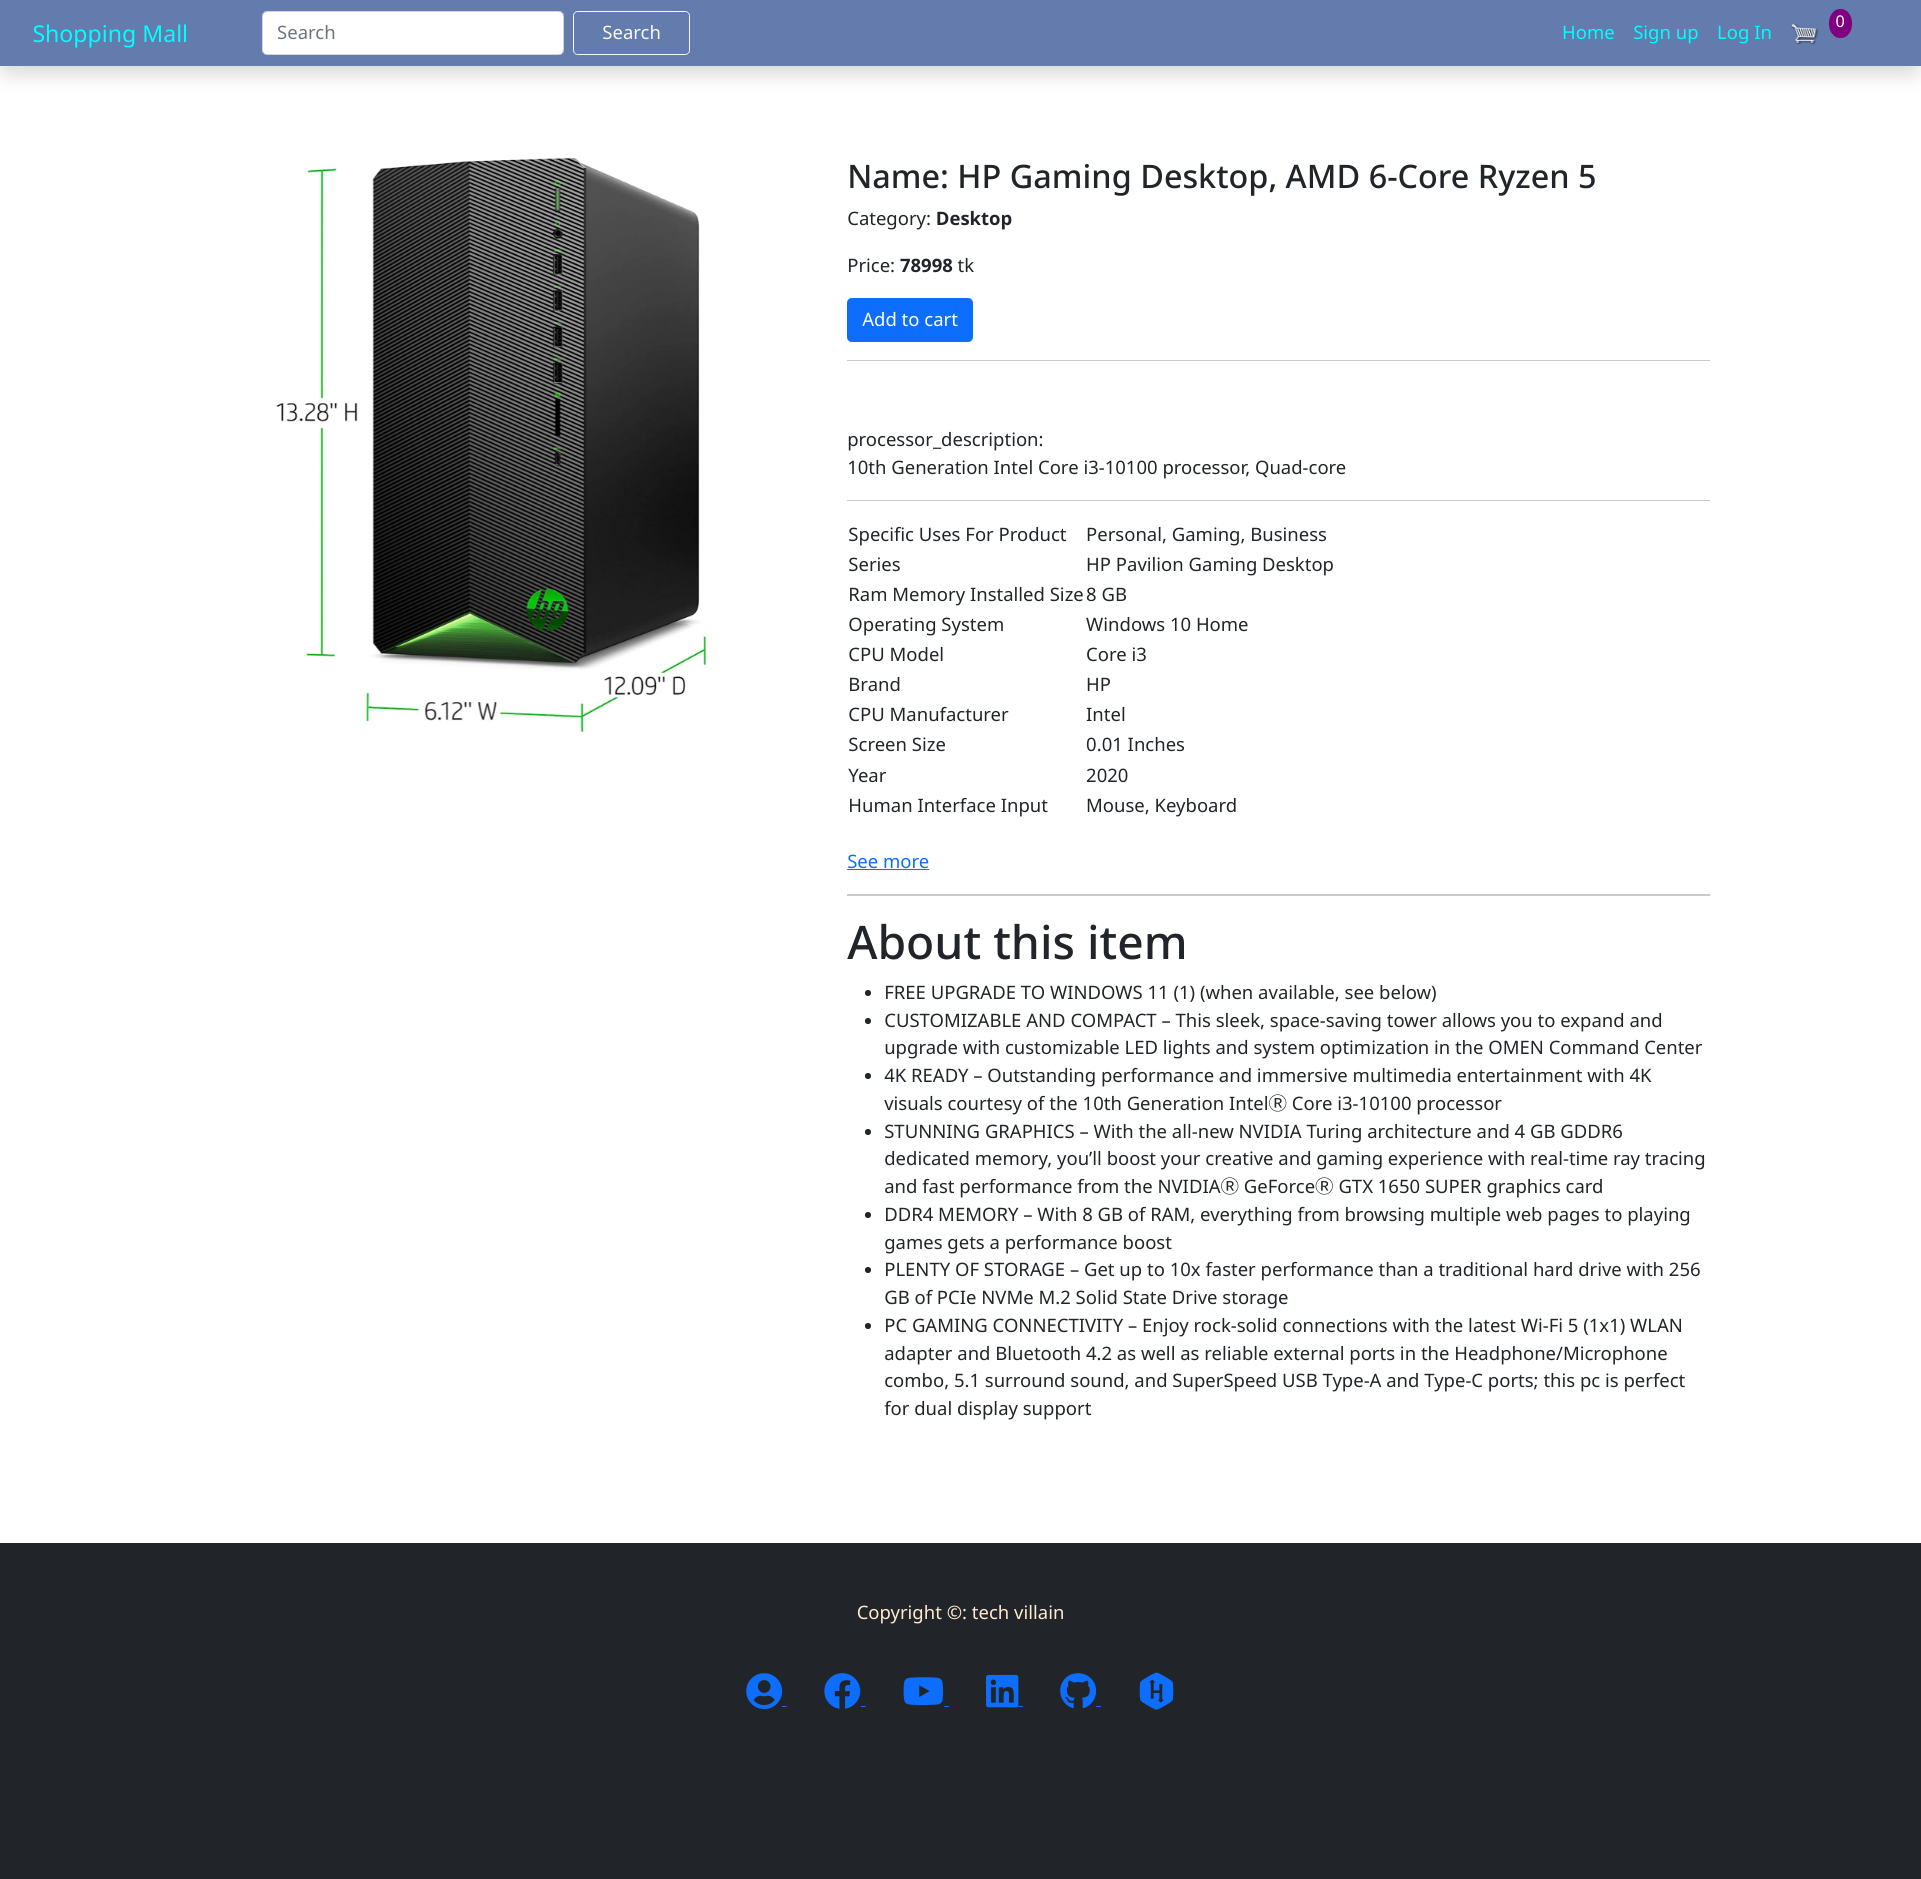 Shopping Mall
Search
Search
Home
Sign up
Log In
0
13.28" H
6.12" W
12.09" D
hp
Name: HP Gaming Desktop, AMD 6-Core Ryzen 5
Category: Desktop
Price: 78998 tk
Add to cart
processor_description:
10th Generation Intel Core i3-10100 processor, Quad-core
Specific Uses For Product Personal, Gaming, Business
Series HP Pavilion Gaming Desktop
Ram Memory Installed Size 8 GB
Operating System Windows 10 Home
CPU Model Core i3
Brand HP
CPU Manufacturer Intel
Screen Size 0.01 Inches
Year 2020
Human Interface Input Mouse, Keyboard
See more
About this item
• FREE UPGRADE TO WINDOWS 11 (1) (when available, see below)
• CUSTOMIZABLE AND COMPACT – This sleek, space-saving tower allows you to expand and
upgrade with customizable LED lights and system optimization in the OMEN Command Center
• 4K READY – Outstanding performance and immersive multimedia entertainment with 4K
visuals courtesy of the 10th Generation Intel® Core i3-10100 processor
• STUNNING GRAPHICS – With the all-new NVIDIA Turing architecture and 4 GB GDDR6
dedicated memory, you’ll boost your creative and gaming experience with real-time ray tracing
and fast performance from the NVIDIA® GeForce® GTX 1650 SUPER graphics card
• DDR4 MEMORY – With 8 GB of RAM, everything from browsing multiple web pages to playing
games gets a performance boost
• PLENTY OF STORAGE – Get up to 10x faster performance than a traditional hard drive with 256
GB of PCIe NVMe M.2 Solid State Drive storage
• PC GAMING CONNECTIVITY – Enjoy rock-solid connections with the latest Wi-Fi 5 (1x1) WLAN
adapter and Bluetooth 4.2 as well as reliable external ports in the Headphone/Microphone
combo, 5.1 surround sound, and SuperSpeed USB Type-A and Type-C ports; this pc is perfect
for dual display support
Copyright ©: tech villain